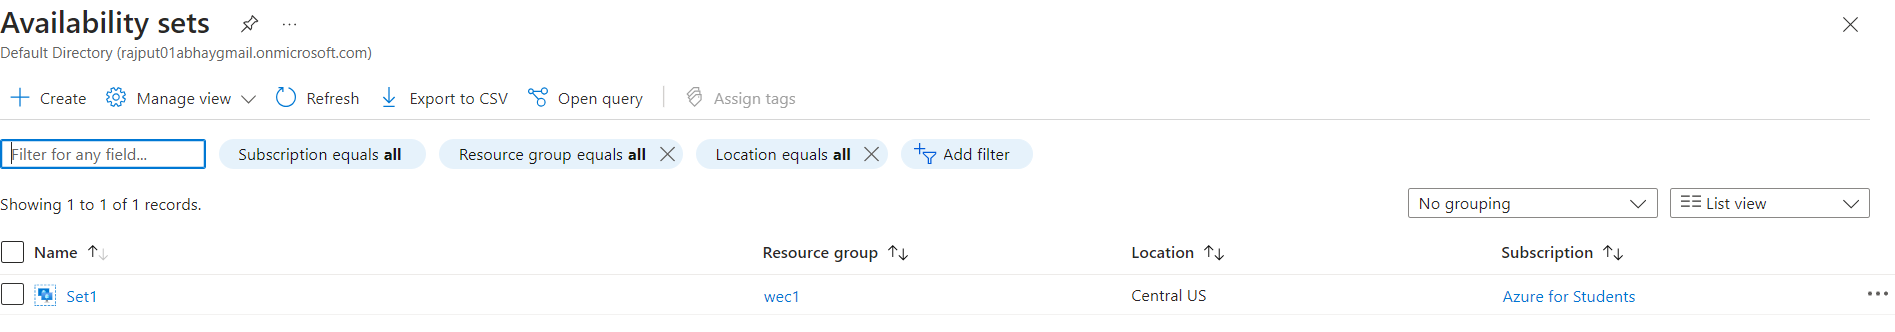 Availability sets ...
Default Directory (rajput01abhaygmail.onmicrosoft.com)
Create Manage view Refresh Export to CSV Open query Assign tags
Filter for any field... Subscription equals all Resource group equals all Location equals all Add filter
Showing 1 to 1 of 1 records. No grouping List view
Name Resource group Location Subscription
Set1 wec1 Central US Azure for Students ...